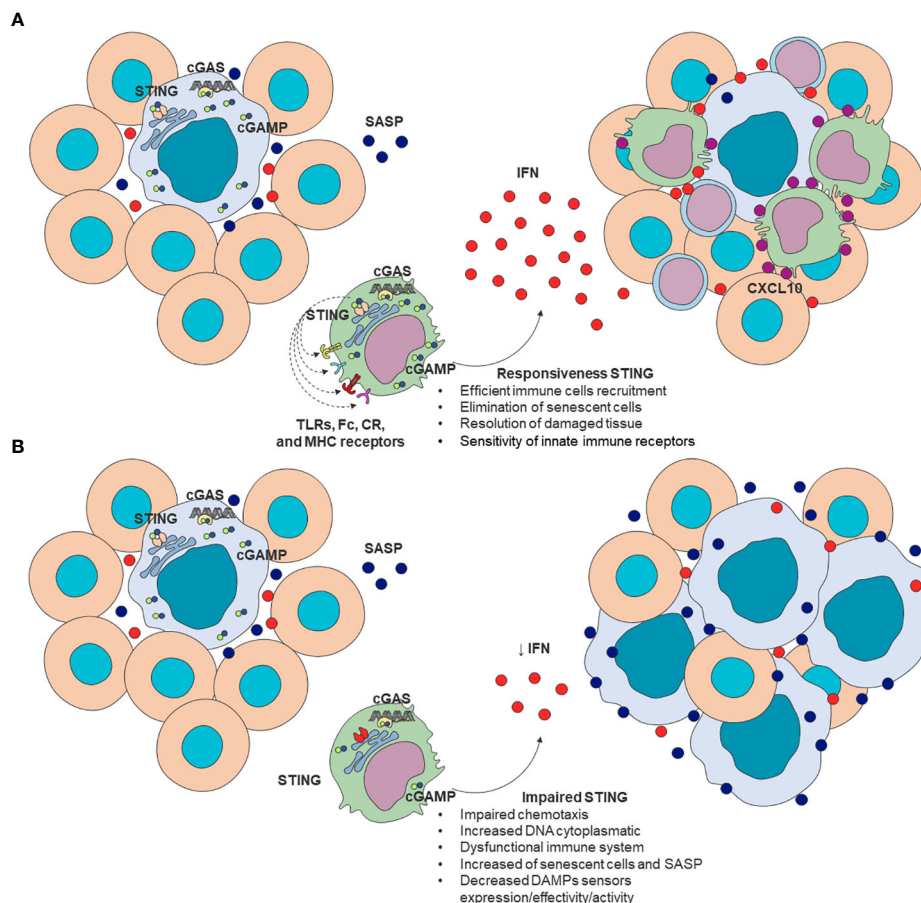 A
cGAS
STING
cGAMP
SASP
IFN
CXCL10
cGAS
STING
cGAMP
TLRs, Fc, CR,
and MHC receptors
Responsiveness STING
• Efficient immune cells recruitment
• Elimination of senescent cells
• Resolution of damaged tissue
• Sensitivity of innate immune receptors
B
cGAS
STING
cGAMP
SASP
↓ IFN
cGAS
STING
cGAMP
Impaired STING
• Impaired chemotaxis
• Increased DNA cytoplasmatic
• Dysfunctional immune system
• Increased of senescent cells and SASP
• Decreased DAMPs sensors
expression/effectivity/activity